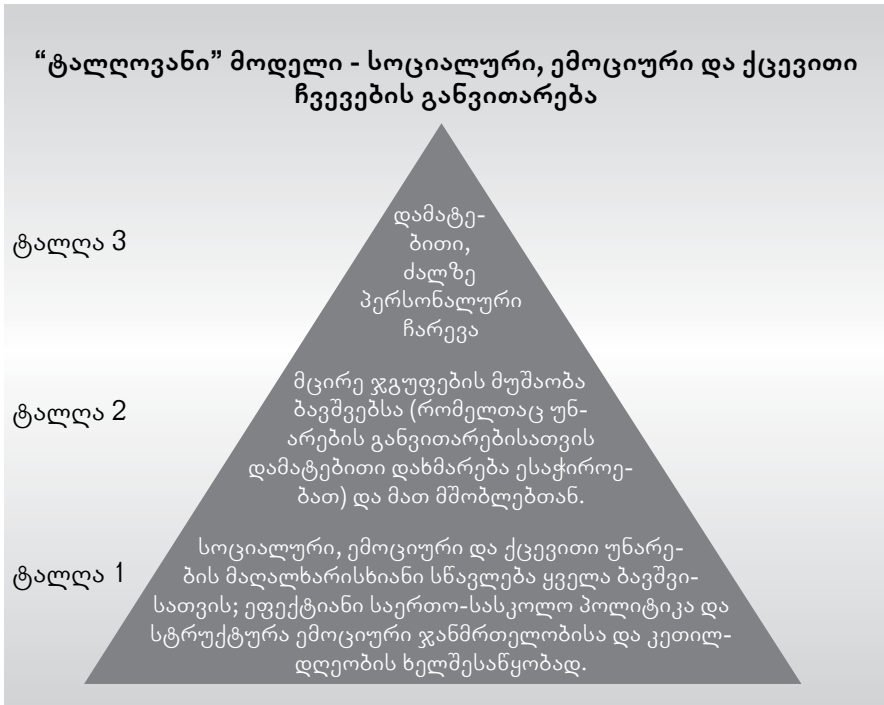 “ტალღოვანი” მოდელი - სოციალური, ემოციური და ქცევითი
ჩვევების განვითარება
ტალღა 3
დამატე-
ბითი,
ძალზე
პერსონალური
ჩარევა
ტალღა 2
მცირე ჯგუფების მუშაობა
ბავშვებსა (რომელთაც უნ-
არების განვითარებისათვის
დამატებითი დახმარება ესაჭიროე-
ბათ) და მათ მშობლებთან.
ტალღა 1
სოციალური, ემოციური და ქცევითი უნარე-
ბის მაღალხარისხიანი სწავლება ყველა ბავშვი-
სათვის; ეფექტიანი საერთო-სასკოლო პოლიტიკა და
სტრუქტურა ემოციური ჯანმრთელობისა და კეთილ-
დღეობის ხელშესაწყობად.